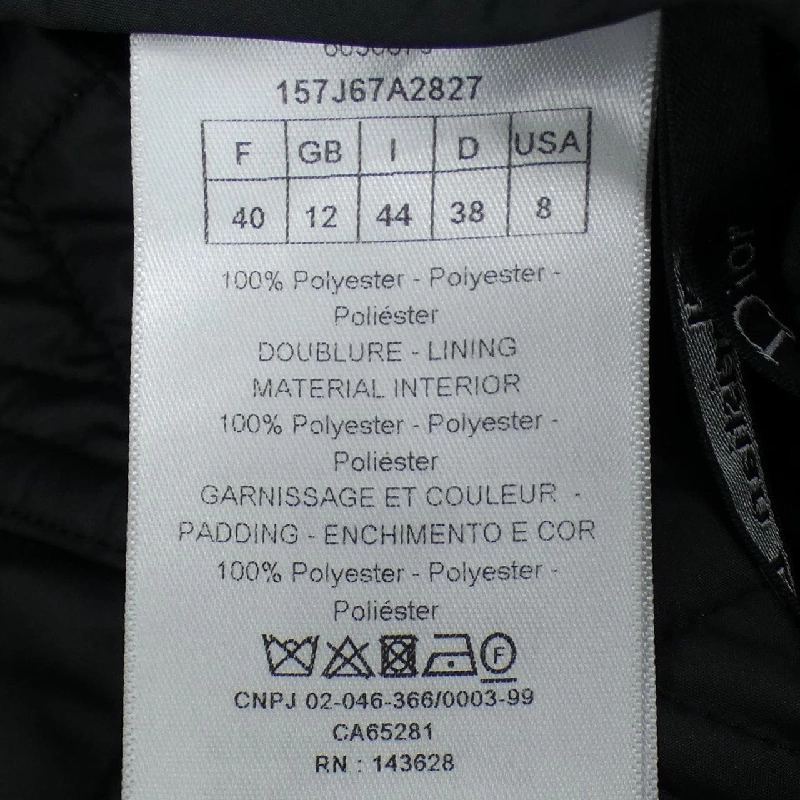 157J67A2827
F GB I D USA
40 12 44 38 8
100% Polyester - Polyester -
Poliéster
DOUBLURE - LINING
MATERIAL INTERIOR
100% Polyester - Polyester -
Poliéster
GARNISSAGE ET COULEUR -
PADDING - ENCHIMENTO E COR
100% Polyester - Polyester -
Poliéster
F
CNPJ 02-046-366/0003-99
CA65281
RN : 143628
Dior